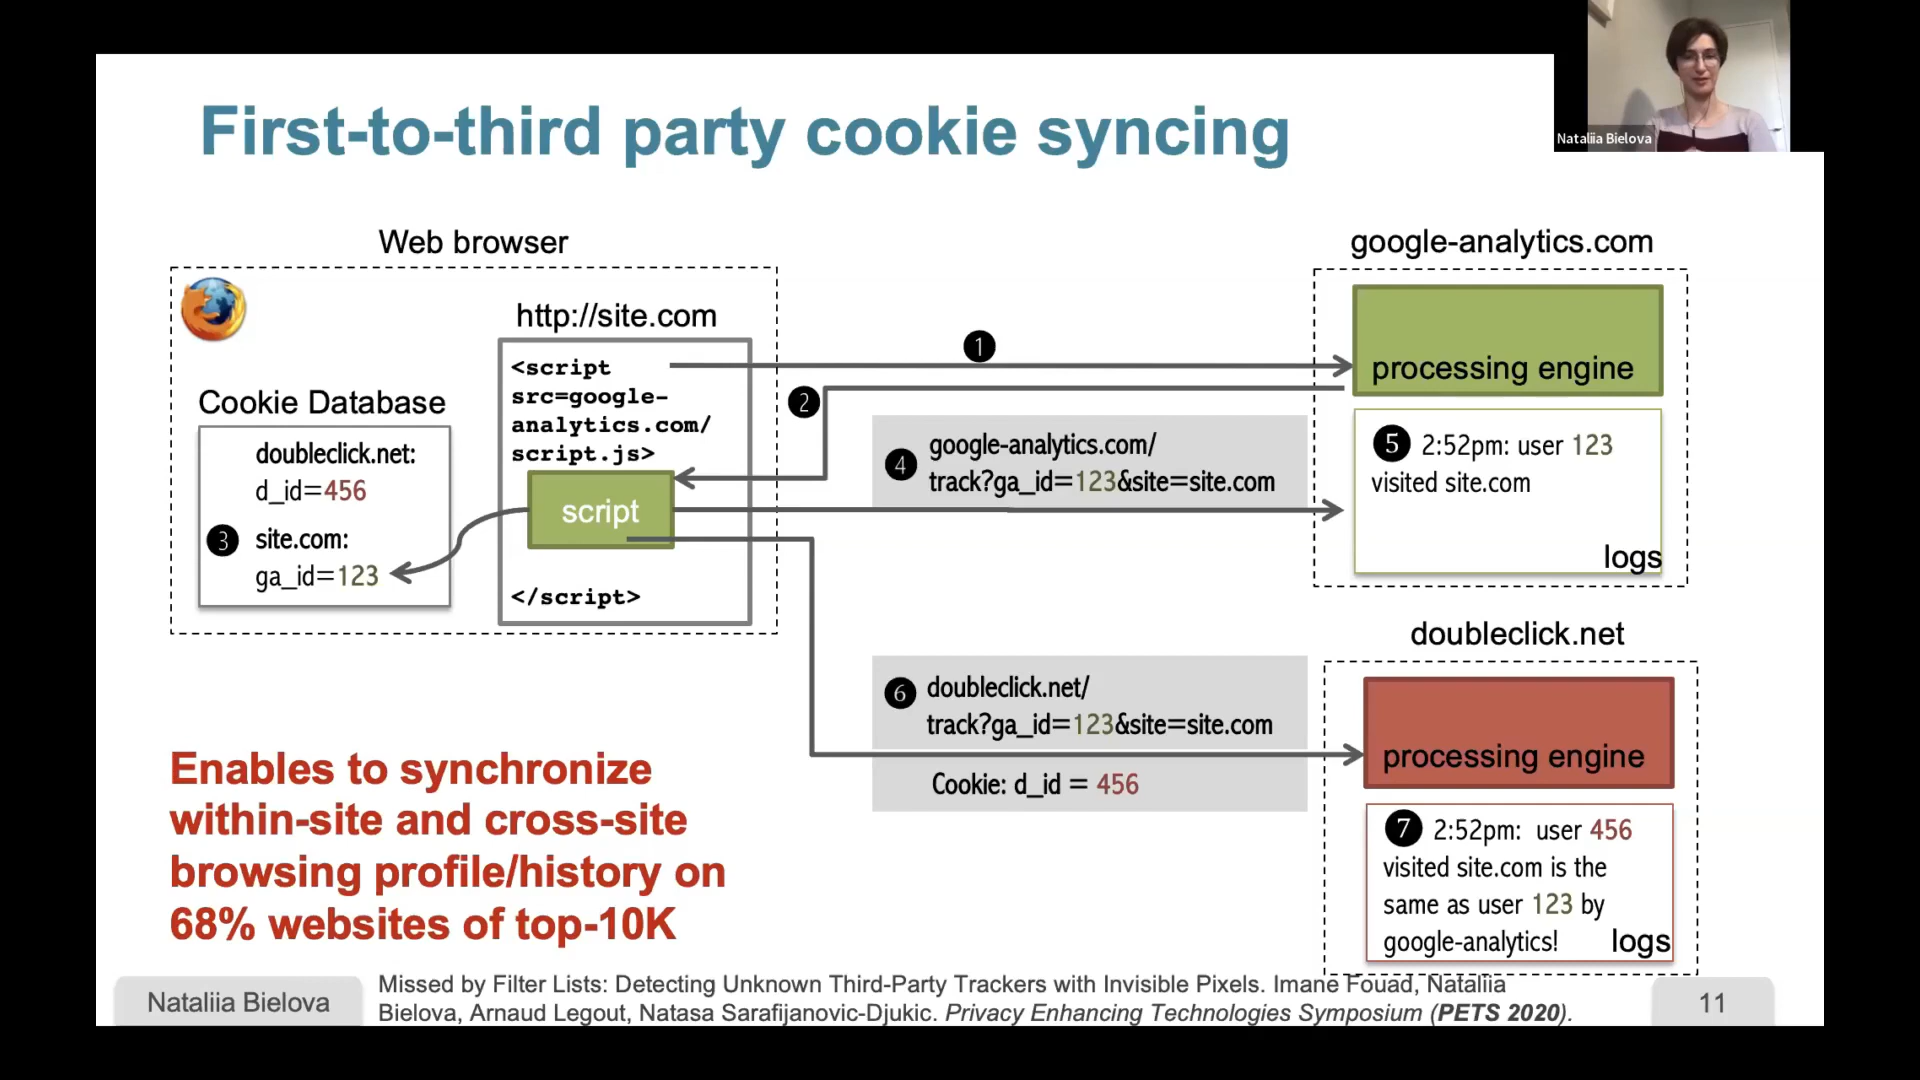 First-to-third party cookie syncing
Nataliia Bielova
Web browser
http://site.com
<script
src=google-
analytics.com/
script.js>
script
</script>
Cookie Database
doubleclick.net:
d_id=456
3 site.com:
ga_id=123
1
2
4 google-analytics.com/
track?ga_id=123&site=site.com
google-analytics.com
processing engine
5 2:52pm: user 123
visited site.com
logs
6 doubleclick.net/
track?ga_id=123&site=site.com
Cookie: d_id = 456
doubleclick.net
processing engine
7 2:52pm: user 456
visited site.com is the
same as user 123 by
google-analytics!
logs
Enables to synchronize
within-site and cross-site
browsing profile/history on
68% websites of top-10K
Nataliia Bielova
Missed by Filter Lists: Detecting Unknown Third-Party Trackers with Invisible Pixels. Imane Fouad, Nataliia
Bielova, Arnaud Legout, Natasa Sarafijanovic-Djukic. Privacy Enhancing Technologies Symposium (PETS 2020).
11